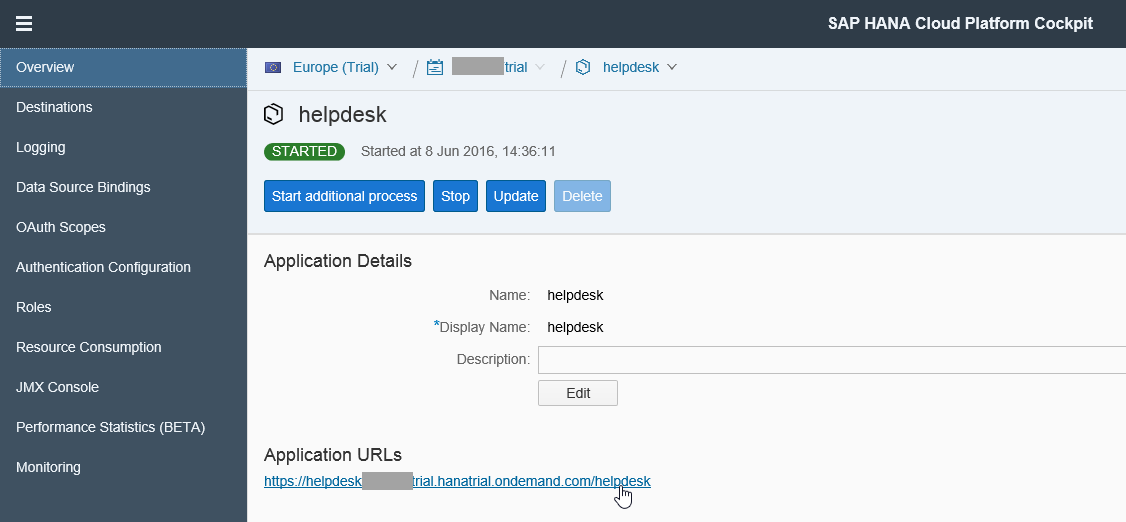 SAP HANA Cloud Platform Cockpit
Overview
Destinations
Logging
Data Source Bindings
OAuth Scopes
Authentication Configuration
Roles
Resource Consumption
JMX Console
Performance Statistics (BETA)
Monitoring
Europe (Trial) / trial / helpdesk
helpdesk
STARTED Started at 8 Jun 2016, 14:36:11
Start additional process Stop Update Delete
Application Details
Name: helpdesk
*Display Name: helpdesk
Description:
Edit
Application URLs
https://helpdesk trial.hanatrial.ondemand.com/helpdesk